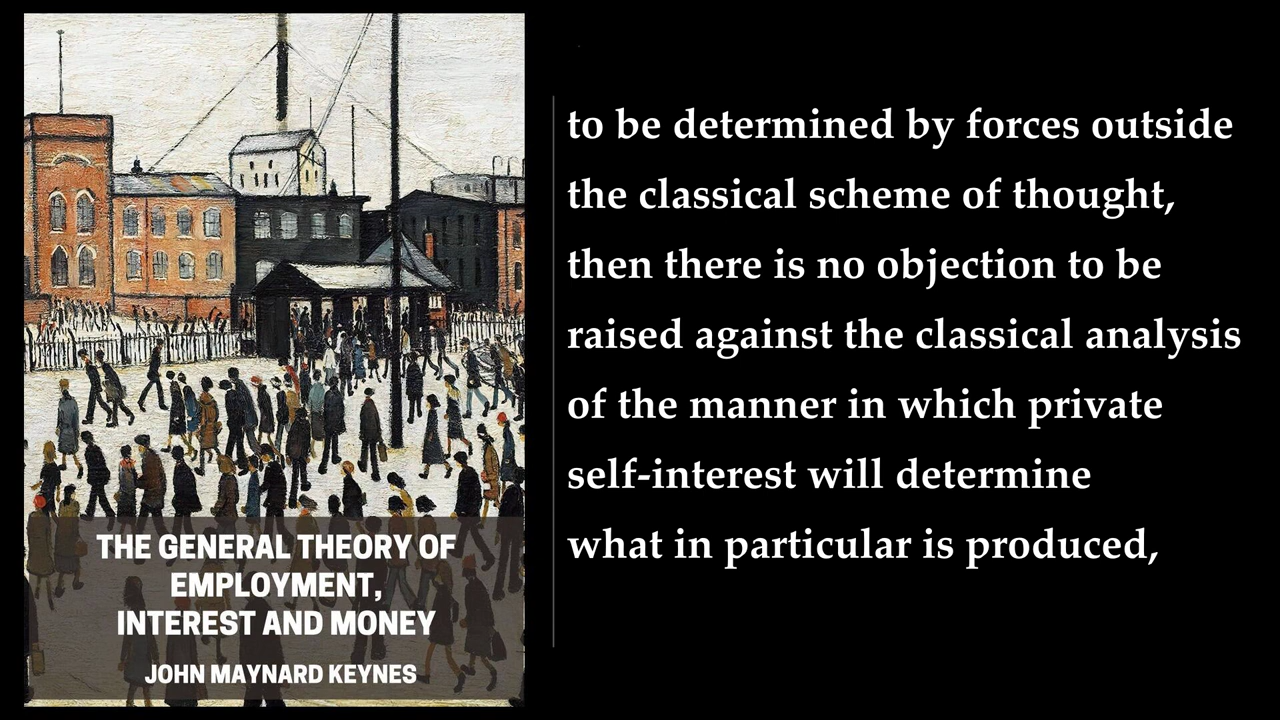 THE GENERAL THEORY OF
EMPLOYMENT,
INTEREST AND MONEY
JOHN MAYNARD KEYNES
to be determined by forces outside
the classical scheme of thought,
then there is no objection to be
raised against the classical analysis
of the manner in which private
self-interest will determine
what in particular is produced,